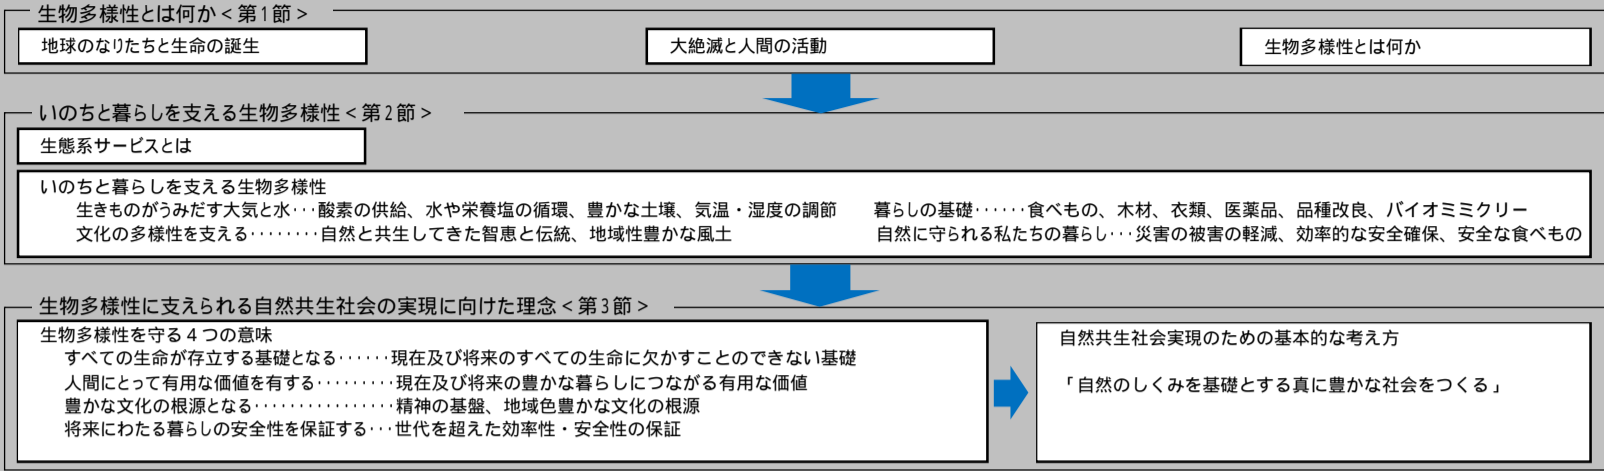 生物多様性とは何か＜第1節＞
地球のなりたちと生命の誕生
大絶滅と人間の活動
生物多様性とは何か
いのちと暮らしを支える生物多様性＜第2節＞
生態系サービスとは
いのちと暮らしを支える生物多様性
生きものがうみだす大気と水‥‥酸素の供給、水や栄養塩の循環、豊かな土壌、気温・湿度の調節
暮らしの基礎‥‥‥食べもの、木材、衣類、医薬品、品種改良、バイオミミクリー
文化の多様性を支える‥‥‥‥自然と共生してきた智恵と伝統、地域性豊かな風土
自然に守られる私たちの暮らし‥･災害の被害の軽減、効率的な安全確保、安全な食べもの
生物多様性に支えられる自然共生社会の実現に向けた理念＜第3節＞
生物多様性を守る４つの意味
すべての生命が存立する基礎となる‥‥‥現在及び将来のすべての生命に欠かすことのできない基礎
人間にとって有用な価値を有する‥‥‥‥･現在及び将来の豊かな暮らしにつながる有用な価値
豊かな文化の根源となる‥‥‥‥‥‥‥‥精神の基盤、地域色豊かな文化の根源
将来にわたる暮らしの安全性を保証する‥･世代を超えた効率性・安全性の保証
自然共生社会実現のための基本的な考え方
「自然のしくみを基礎とする真に豊かな社会をつくる」